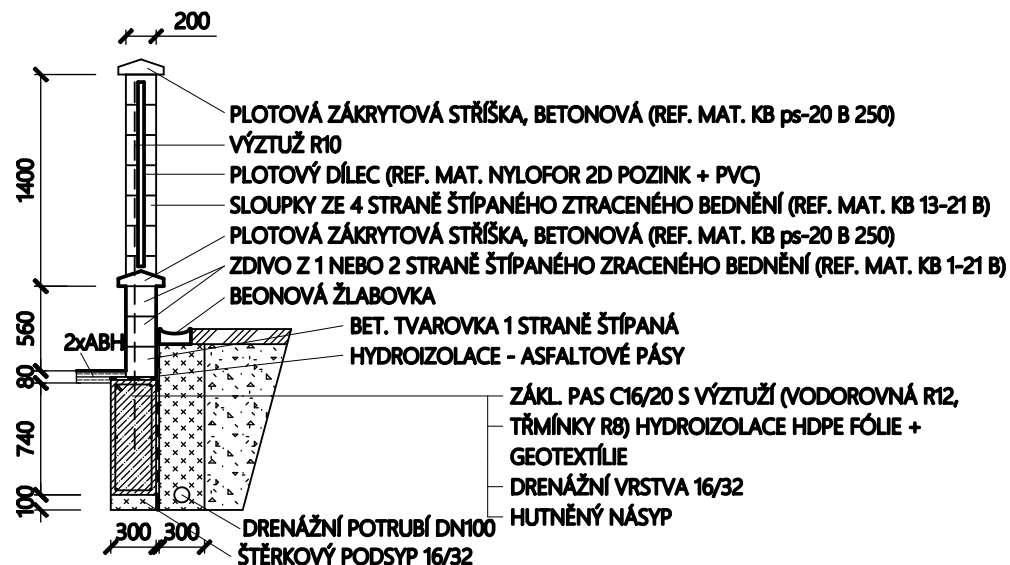 200
PLOTOVÁ ZÁKRYTOVÁ STŘÍŠKA, BETONOVÁ (REF. MAT. KB ps-20 B 250)
VÝZTUŽ R10
1400
PLOTOVÝ DÍLEC (REF. MAT. NYLOFOR 2D POZINK + PVC)
SLOUPKY ZE 4 STRANĚ ŠTÍPANÉHO ZTRACENÉHO BEDNĚNÍ (REF. MAT. KB 13-21 B)
PLOTOVÁ ZÁKRYTOVÁ STŘÍŠKA, BETONOVÁ (REF. MAT. KB ps-20 B 250)
ZDIVO Z 1 NEBO 2 STRANĚ ŠTÍPANÉHO ZRACENÉHO BEDNĚNÍ (REF. MAT. KB 1-21 B)
BEONOVÁ ŽLABOVKA
560
BET. TVAROVKA 1 STRANĚ ŠTÍPANÁ
2xABH
HYDROIZOLACE - ASFALTOVÉ PÁSY
80
ZÁKL. PAS C16/20 S VÝZTUŽÍ (VODOROVNÁ R12,
TŘMÍNKY R8) HYDROIZOLACE HDPE FÓLIE +
GEOTEXTÍLIE
740
DRENÁŽNÍ VRSTVA 16/32
100
HUTNĚNÝ NÁSYP
300
300
DRENÁŽNÍ POTRUBÍ DN100
ŠTĚRKOVÝ PODSYP 16/32